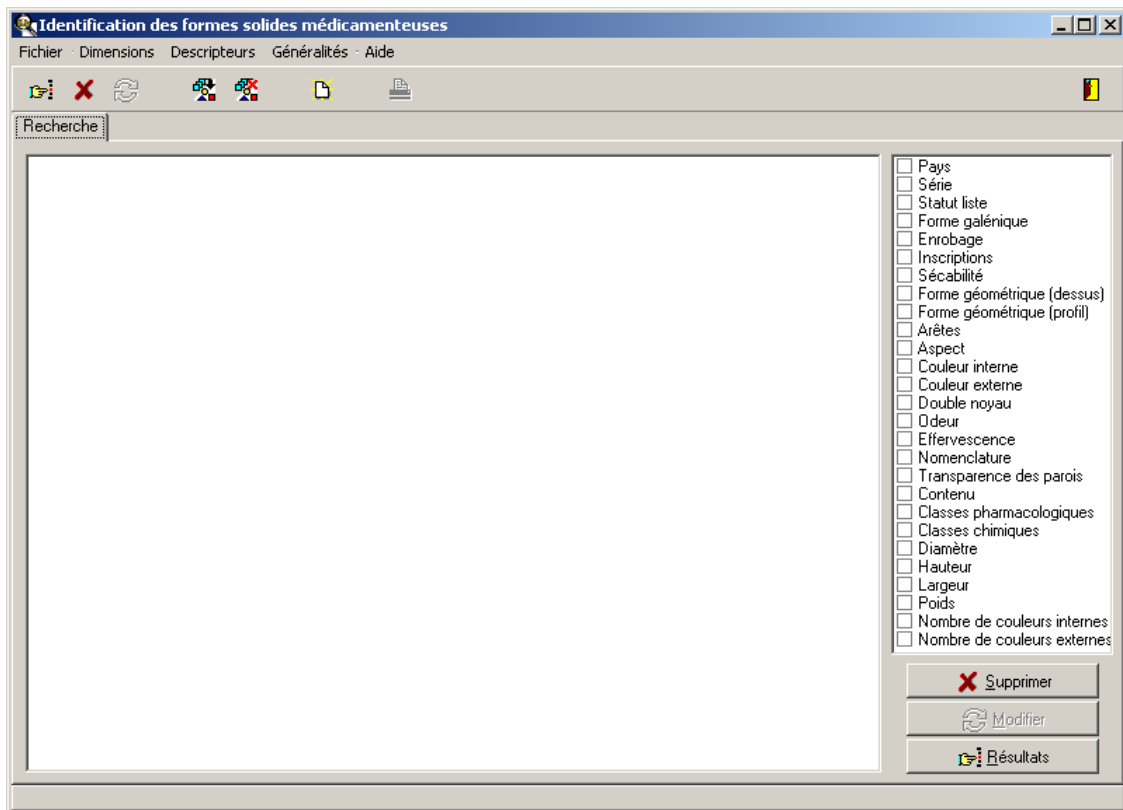 Identification des formes solides médicamenteuses
Fichier Dimensions Descripteurs Généralités Aide
Recherche
Pays
Série
Statut liste
Forme galénique
Enrobage
Inscriptions
Sécabilité
Forme géométrique (dessus)
Forme géométrique (profil)
Arêtes
Aspect
Couleur interne
Couleur externe
Double noyau
Odeur
Effervescence
Nomenclature
Transparence des parois
Contenu
Classes pharmacologiques
Classes chimiques
Diamètre
Hauteur
Largeur
Poids
Nombre de couleurs internes
Nombre de couleurs externes
Supprimer
Modifier
Résultats